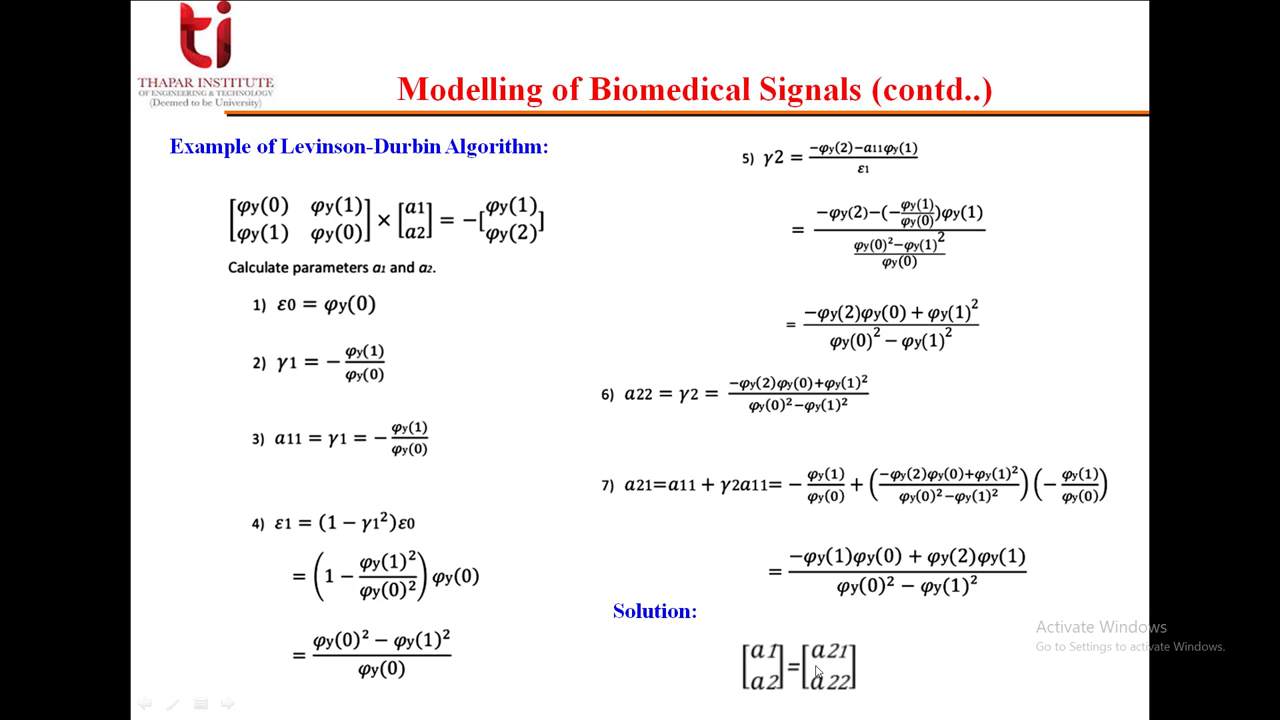 ti
THAPAR INSTITUTE
OF ENGINEERING & TECHNOLOGY
(Deemed to be University)
Modelling of Biomedical Signals (contd..)
Example of Levinson-Durbin Algorithm:
[φy(0) φy(1)] × [a1] = −[φy(1)]
[φy(1) φy(0)] [a2] [φy(2)]
Calculate parameters a1 and a2.
1) ε0 = φy(0)
2) γ1 = − φy(1)/φy(0)
3) a11 = γ1 = − φy(1)/φy(0)
4) ε1 = (1 − γ1²)ε0
= (1 − φy(1)²/φy(0)²) φy(0)
= (φy(0)² − φy(1)²)/φy(0)
5) γ2 = (−φy(2)−a11φy(1))/ε1
= (−φy(2)−(−φy(1)/φy(0))φy(1))/((φy(0)²−φy(1)²)/φy(0))
= (−φy(2)φy(0) + φy(1)²)/(φy(0)² − φy(1)²)
6) a22 = γ2 = (−φy(2)φy(0)+φy(1)²)/(φy(0)²−φy(1)²)
7) a21=a11 + γ2a11= − φy(1)/φy(0) + ((−φy(2)φy(0)+φy(1)²)/(φy(0)²−φy(1)²)) (− φy(1)/φy(0))
= (−φy(1)φy(0) + φy(2)φy(1))/(φy(0)² − φy(1)²)
Solution:
[a1] = [a21]
[a2] [a22]
Activate Windows
Go to Settings to activate Windows.